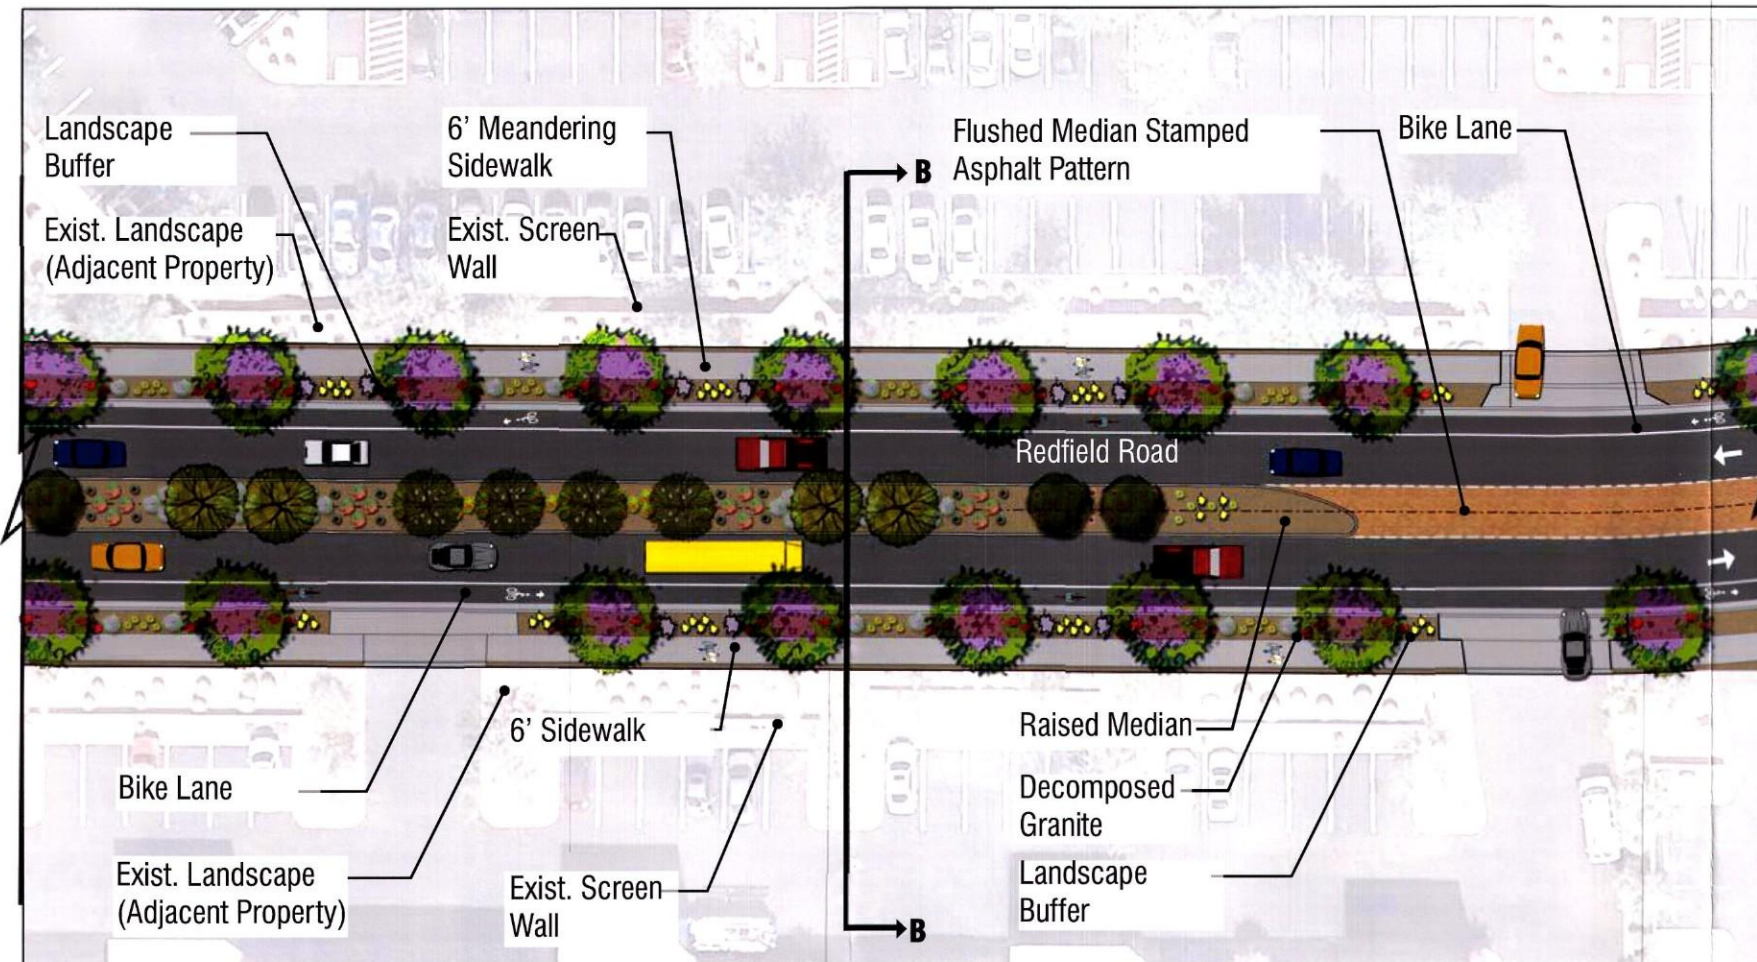 Landscape
Buffer
6' Meandering
Sidewalk
Flushed Median Stamped
Asphalt Pattern
Bike Lane
B
Exist. Landscape
(Adjacent Property)
Exist. Screen
Wall
Redfield Road
6' Sidewalk
Raised Median
Bike Lane
Decomposed
Granite
Exist. Landscape
(Adjacent Property)
Exist. Screen
Wall
Landscape
Buffer
B